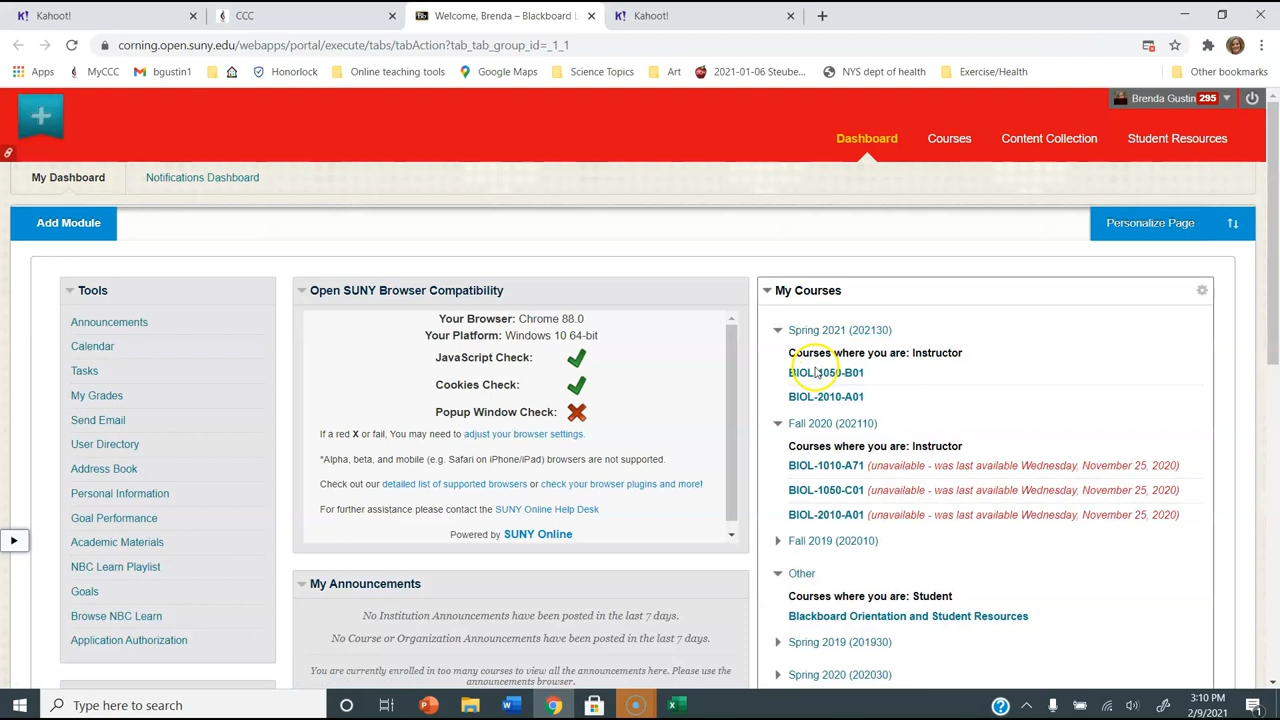 K! Kahoot!
CCC
Bb Welcome, Brenda – Blackboard L
K! Kahoot!
corning.open.suny.edu/webapps/portal/execute/tabs/tabAction?tab_tab_group_id=_1_1
Apps MyCCC bgustin1 Honorlock Online teaching tools Google Maps Science Topics Art 2021-01-06 Steube... NYS dept of health Exercise/Health Other bookmarks
Brenda Gustin 295
Dashboard Courses Content Collection Student Resources
My Dashboard Notifications Dashboard
Add Module Personalize Page
Tools
Announcements
Calendar
Tasks
My Grades
Send Email
User Directory
Address Book
Personal Information
Goal Performance
Academic Materials
NBC Learn Playlist
Goals
Browse NBC Learn
Application Authorization
Open SUNY Browser Compatibility
Your Browser: Chrome 88.0
Your Platform: Windows 10 64-bit
JavaScript Check:
Cookies Check:
Popup Window Check:
If a red X or fail, You may need to adjust your browser settings.
*Alpha, beta, and mobile (e.g. Safari on iPhone/iPad) browsers are not supported.
Check out our detailed list of supported browsers or check your browser plugins and more!
For further assistance please contact the SUNY Online Help Desk
Powered by SUNY Online
My Announcements
No Institution Announcements have been posted in the last 7 days.
No Course or Organization Announcements have been posted in the last 7 days.
You are currently enrolled in too many courses to view all the announcements here. Please use the
announcements browser.
My Courses
Spring 2021 (202130)
Courses where you are: Instructor
BIOL-1050-B01
BIOL-2010-A01
Fall 2020 (202110)
Courses where you are: Instructor
BIOL-1010-A71 (unavailable - was last available Wednesday, November 25, 2020)
BIOL-1050-C01 (unavailable - was last available Wednesday, November 25, 2020)
BIOL-2010-A01 (unavailable - was last available Wednesday, November 25, 2020)
Fall 2019 (202010)
Other
Courses where you are: Student
Blackboard Orientation and Student Resources
Spring 2019 (201930)
Spring 2020 (202030)
Type here to search
3:10 PM
2/9/2021
1